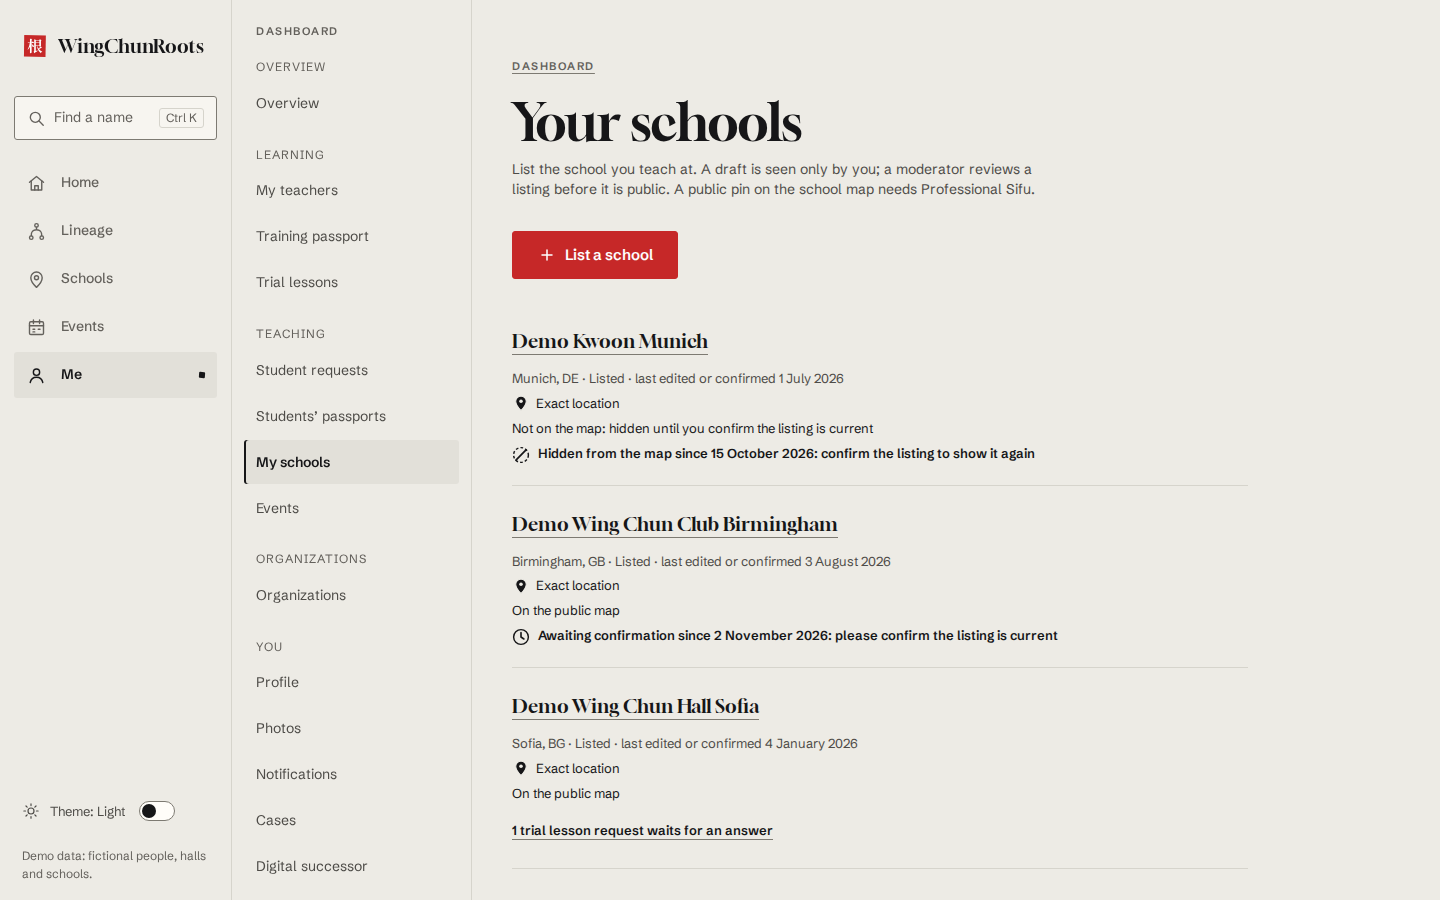 根 WingChunRoots
Find a name Ctrl K
Home
Lineage
Schools
Events
Me
Theme: Light
Demo data: fictional people, halls
and schools.
DASHBOARD
OVERVIEW
Overview
LEARNING
My teachers
Training passport
Trial lessons
TEACHING
Student requests
Students’ passports
My schools
Events
ORGANIZATIONS
Organizations
YOU
Profile
Photos
Notifications
Cases
Digital successor
DASHBOARD
Your schools
List the school you teach at. A draft is seen only by you; a moderator reviews a
listing before it is public. A public pin on the school map needs Professional Sifu.
+ List a school
Demo Kwoon Munich
Munich, DE · Listed · last edited or confirmed 1 July 2026
Exact location
Not on the map: hidden until you confirm the listing is current
Hidden from the map since 15 October 2026: confirm the listing to show it again
Demo Wing Chun Club Birmingham
Birmingham, GB · Listed · last edited or confirmed 3 August 2026
Exact location
On the public map
Awaiting confirmation since 2 November 2026: please confirm the listing is current
Demo Wing Chun Hall Sofia
Sofia, BG · Listed · last edited or confirmed 4 January 2026
Exact location
On the public map
1 trial lesson request waits for an answer